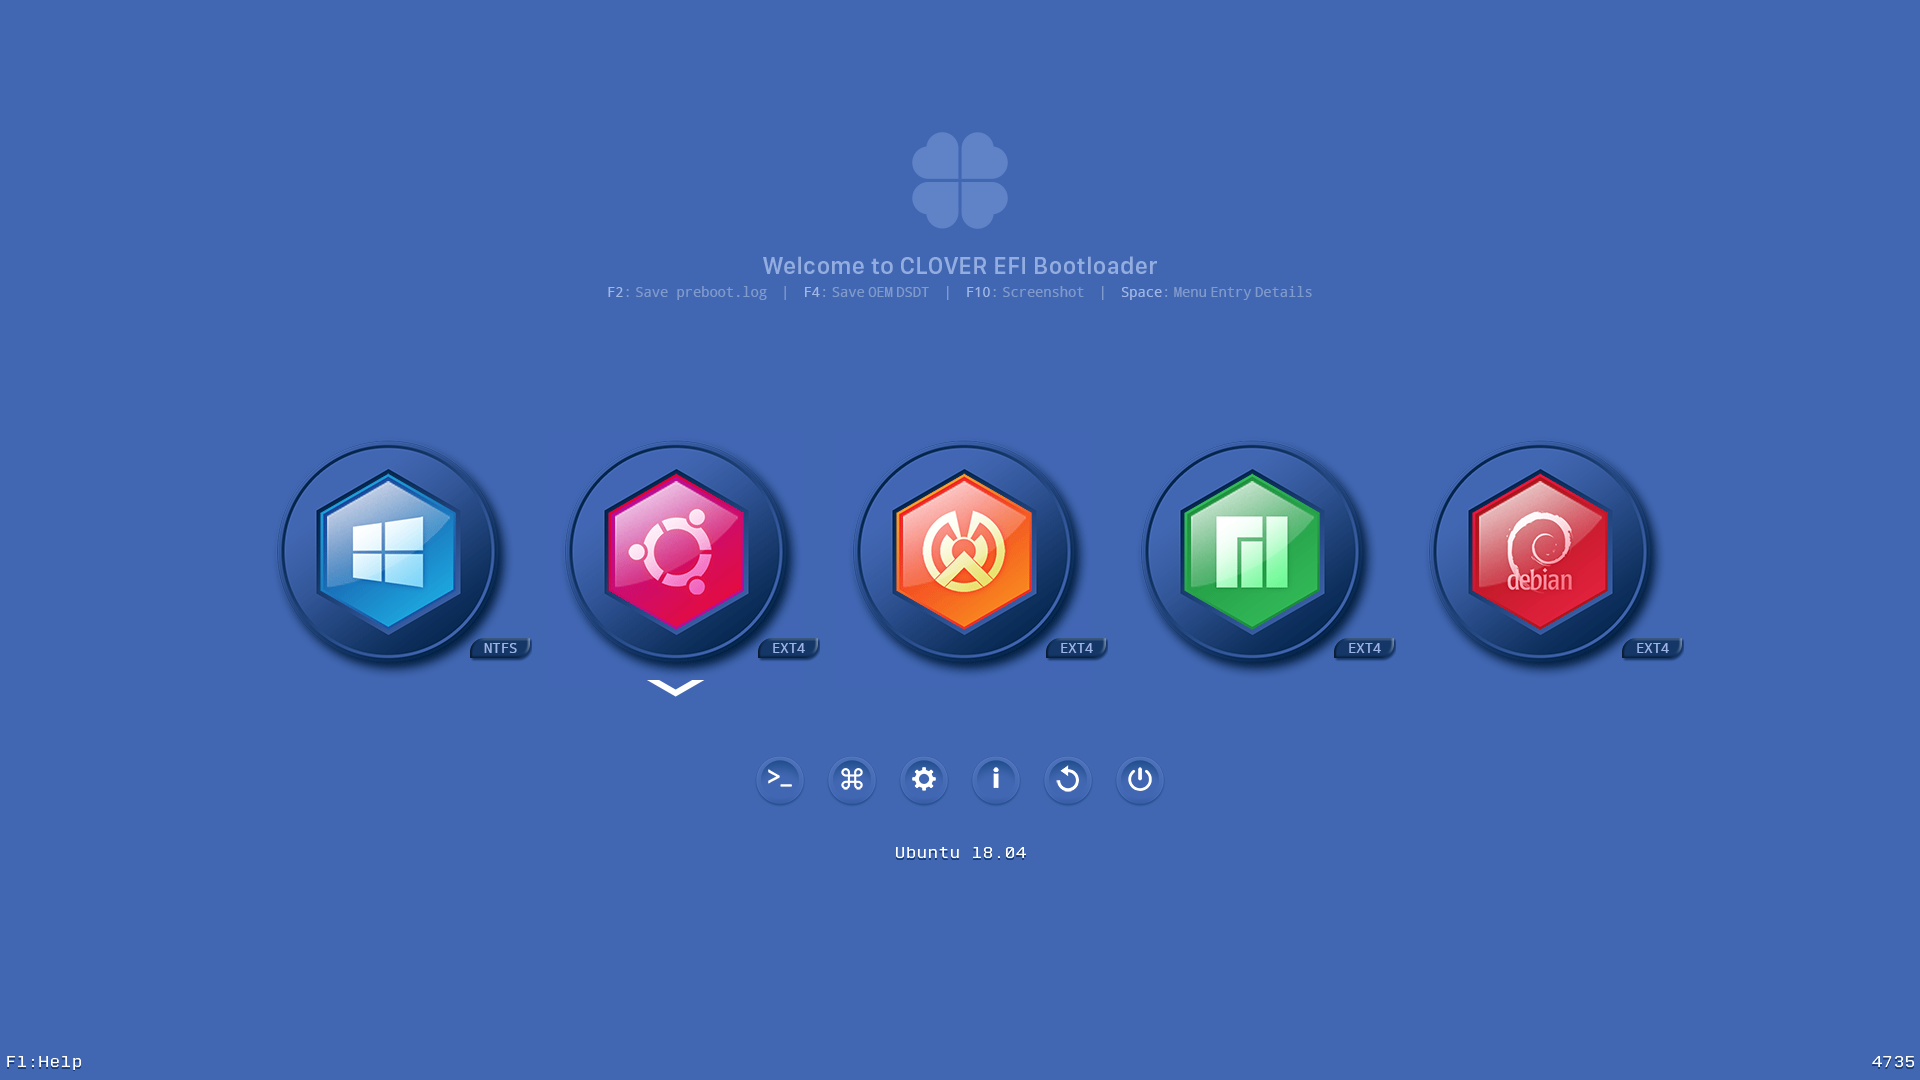 Welcome to CLOVER EFI Bootloader
F2: Save preboot.log | F4: Save OEM DSDT | F10: Screenshot | Space: Menu Entry Details
debian
NTFS EXT4 EXT4 EXT4 EXT4
Ubuntu 18.04
F1:Help 4735